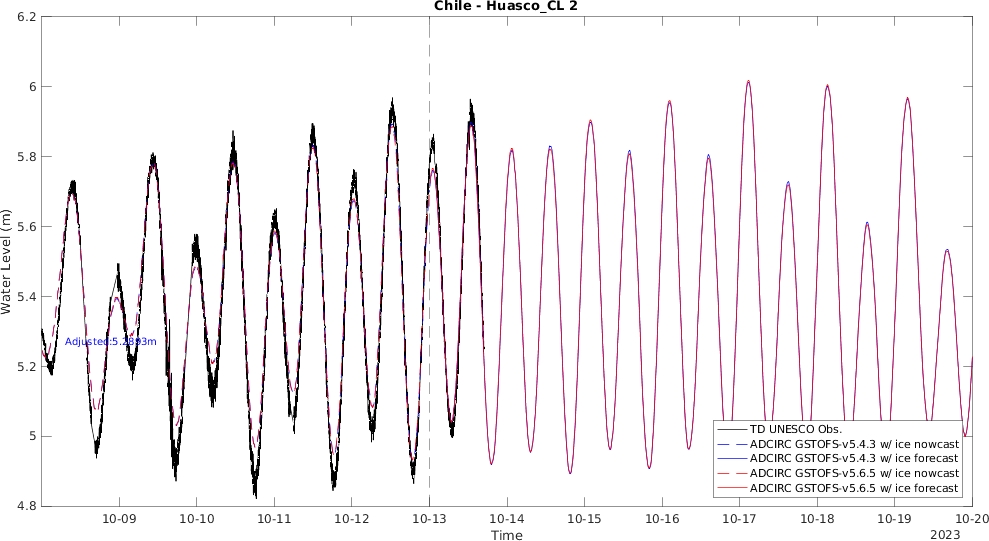 Chile - Huasco_CL 2
Water Level (m)
6.2
6
5.8
5.6
5.4
5.2
5
4.8
Adjusted:5.2893m
TD UNESCO Obs.
ADCIRC GSTOFS-v5.4.3 w/ ice nowcast
ADCIRC GSTOFS-v5.4.3 w/ ice forecast
ADCIRC GSTOFS-v5.6.5 w/ ice nowcast
ADCIRC GSTOFS-v5.6.5 w/ ice forecast
10-09 10-10 10-11 10-12 10-13 10-14 10-15 10-16 10-17 10-18 10-19 10-20
Time
2023